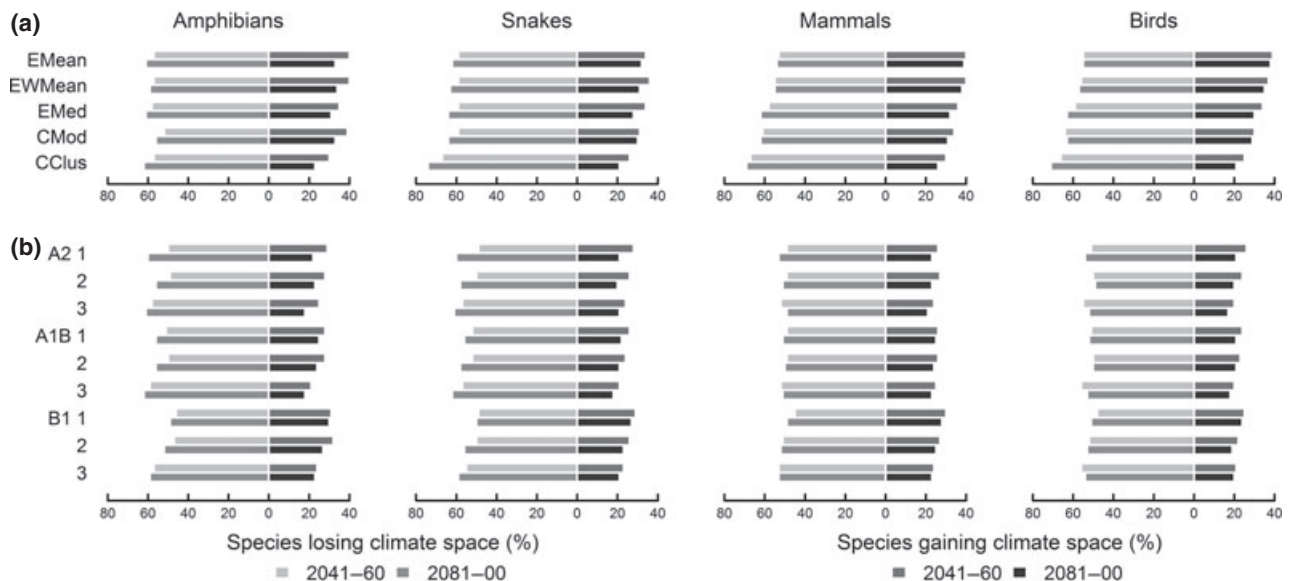 (a) Amphibians Snakes Mammals Birds
EMean
EWMean
EMed
CMod
CClus
80 60 40 20 0 20 40 80 60 40 20 0 20 40 80 60 40 20 0 20 40 80 60 40 20 0 20 40
(b) A2 1
2
3
A1B 1
2
3
B1 1
2
3
80 60 40 20 0 20 40 80 60 40 20 0 20 40 80 60 40 20 0 20 40 80 60 40 20 0 20 40
Species losing climate space (%) Species gaining climate space (%)
2041–60 2081–00 2041–60 2081–00